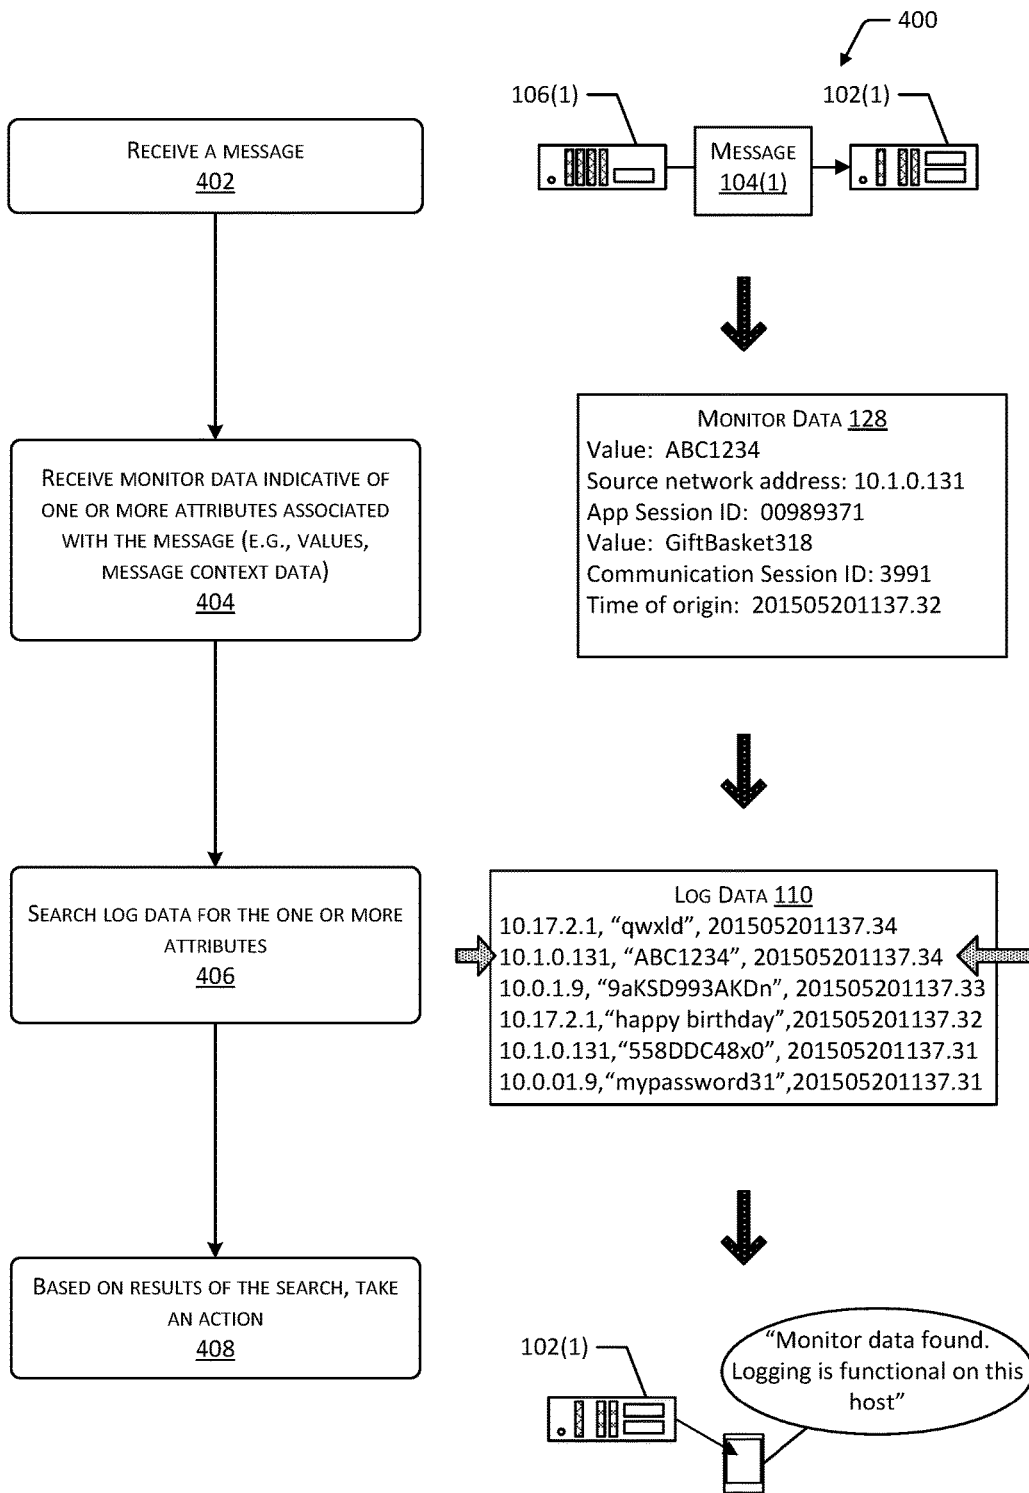 400
106(1)
102(1)
RECEIVE A MESSAGE
402
MESSAGE
104(1)
RECEIVE MONITOR DATA INDICATIVE OF
ONE OR MORE ATTRIBUTES ASSOCIATED
WITH THE MESSAGE (E.G., VALUES,
MESSAGE CONTEXT DATA)
404
MONITOR DATA 128
Value: ABC1234
Source network address: 10.1.0.131
App Session ID: 00989371
Value: GiftBasket318
Communication Session ID: 3991
Time of origin: 201505201137.32
SEARCH LOG DATA FOR THE ONE OR MORE
ATTRIBUTES
406
LOG DATA 110
10.17.2.1, “qwxld”, 201505201137.34
10.1.0.131, “ABC1234”, 201505201137.34
10.0.1.9, “9aKSD993AKDn”, 201505201137.33
10.17.2.1,“happy birthday”,201505201137.32
10.1.0.131,“558DDC48x0”, 201505201137.31
10.0.01.9,“mypassword31”,201505201137.31
BASED ON RESULTS OF THE SEARCH, TAKE
AN ACTION
408
102(1)
“Monitor data found.
Logging is functional on this
host”